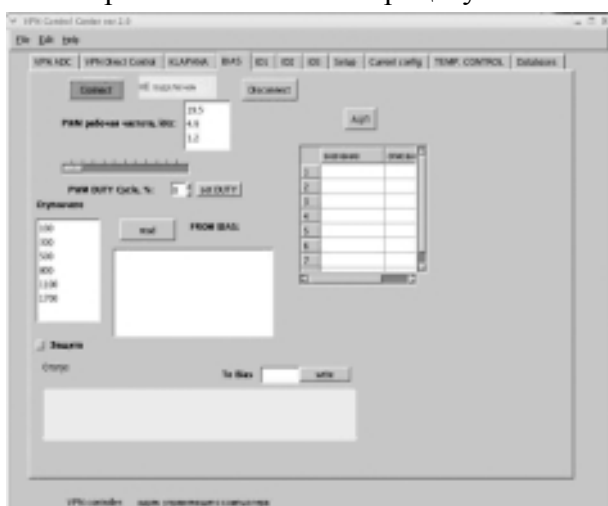 VPN Control Center ver 2.0
File Edit Help
VPN ADC VPN Direct Control KLAPANA BIAS ID1 ID2 ID3 Setup Current config TEMP. CONTROL Databases
Connect НЕ подключен Disconnect
PWM рабочая частота, kHz:
19.5
4.9
1.2
PWM DUTY Cycle, %: 0 set DUTY
1
2
3
4
5
6
7
100
300
500
800
1100
1700
read FROM BIAS:
Защита
Статус
To Bias write
VPN controller